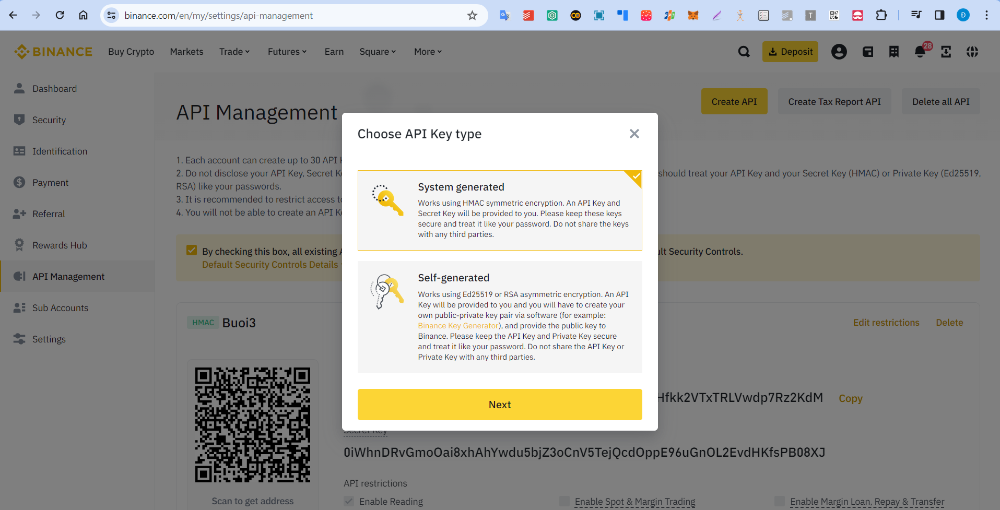 binance.com/en/my/settings/api-management
BINANCE
Buy Crypto
Markets
Trade
Futures
Earn
Square
More
Deposit
28
Dashboard
Security
Identification
Payment
Referral
Rewards Hub
API Management
Sub Accounts
Settings
API Management
Create API
Create Tax Report API
Delete all API
1. Each account can create up to 30 API
2. Do not disclose your API Key, Secret
should treat your API Key and your Secret Key (HMAC) or Private Key (Ed25519,
RSA) like your passwords.
3. It is recommended to restrict access
4. You will not be able to create an API
By checking this box, all existing
Security Controls.
Default Security Controls Details
Choose API Key type
System generated
Works using HMAC symmetric encryption. An API Key and
Secret Key will be provided to you. Please keep these keys
secure and treat it like your password. Do not share the keys
with any third parties.
Self-generated
Works using Ed25519 or RSA asymmetric encryption. An API
Key will be provided to you and you will have to create your
own public-private key pair via software (for example:
Binance Key Generator), and provide the public key to
Binance. Please keep the API Key and Private Key secure
and treat it like your password. Do not share the API Key or
Private Key with any third parties.
Next
HMAC
Buoi3
Edit restrictions
Delete
Hfkk2VTxTRLVwdp7Rz2KdM
Copy
Secret Key
0iWhnDRvGmoOai8xhAhYwdu5bjZ3oCnV5TejQcdOppE96uGnOL2EvdHKfsPB08XJ
API restrictions
Scan to get address
Enable Reading
Enable Spot & Margin Trading
Enable Margin Loan, Repay & Transfer